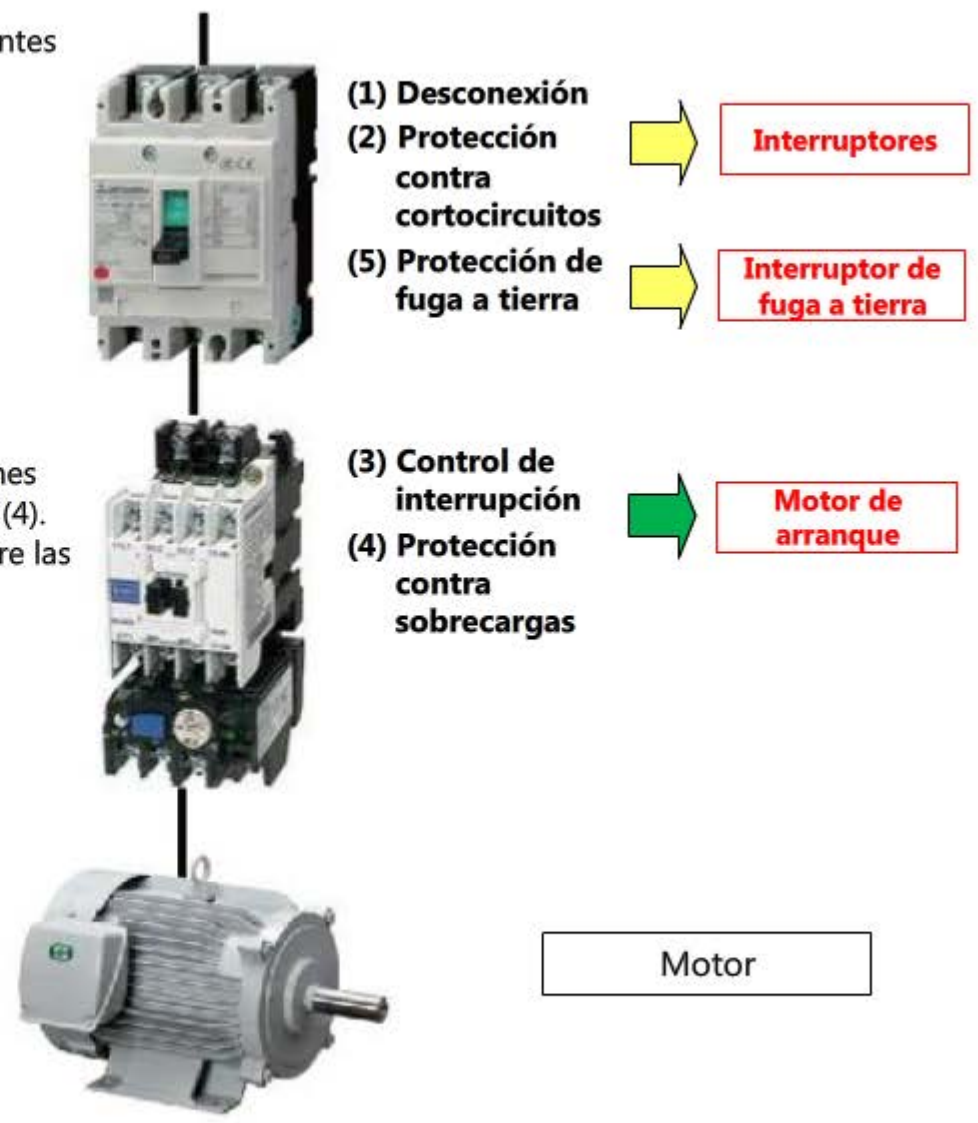 ntes
(1) Desconexión
(2) Protección
contra
cortocircuitos
Interruptores
(5) Protección de
fuga a tierra
Interruptor de
fuga a tierra
nes
(4).
re las
(3) Control de
interrupción
(4) Protección
contra
sobrecargas
Motor de
arranque
Motor